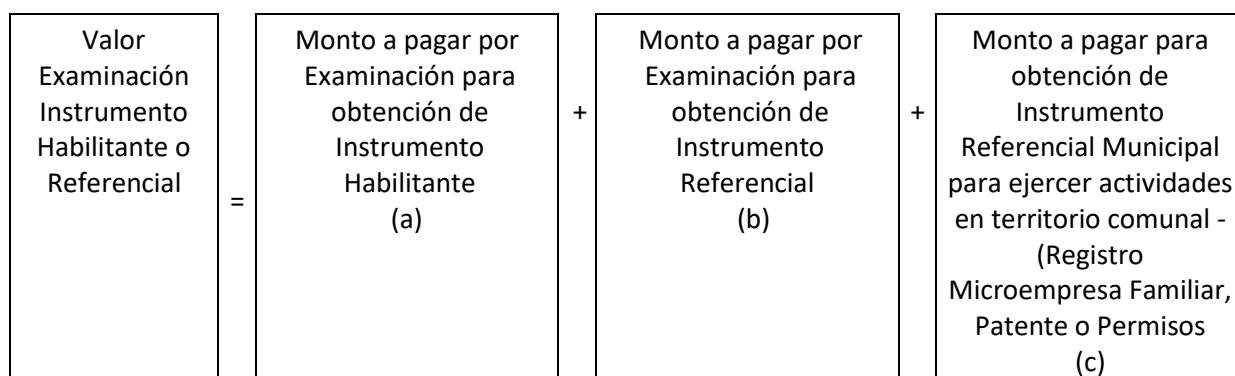 Valor
Examinación
Instrumento
Habilitante o
Referencial
=
Monto a pagar por
Examinación para
obtención de
Instrumento
Habilitante
(a)
+
Monto a pagar por
Examinación para
obtención de
Instrumento
Referencial
(b)
+
Monto a pagar para
obtención de
Instrumento
Referencial Municipal
para ejercer actividades
en territorio comunal -
(Registro
Microempresa Familiar,
Patente o Permisos
(c)